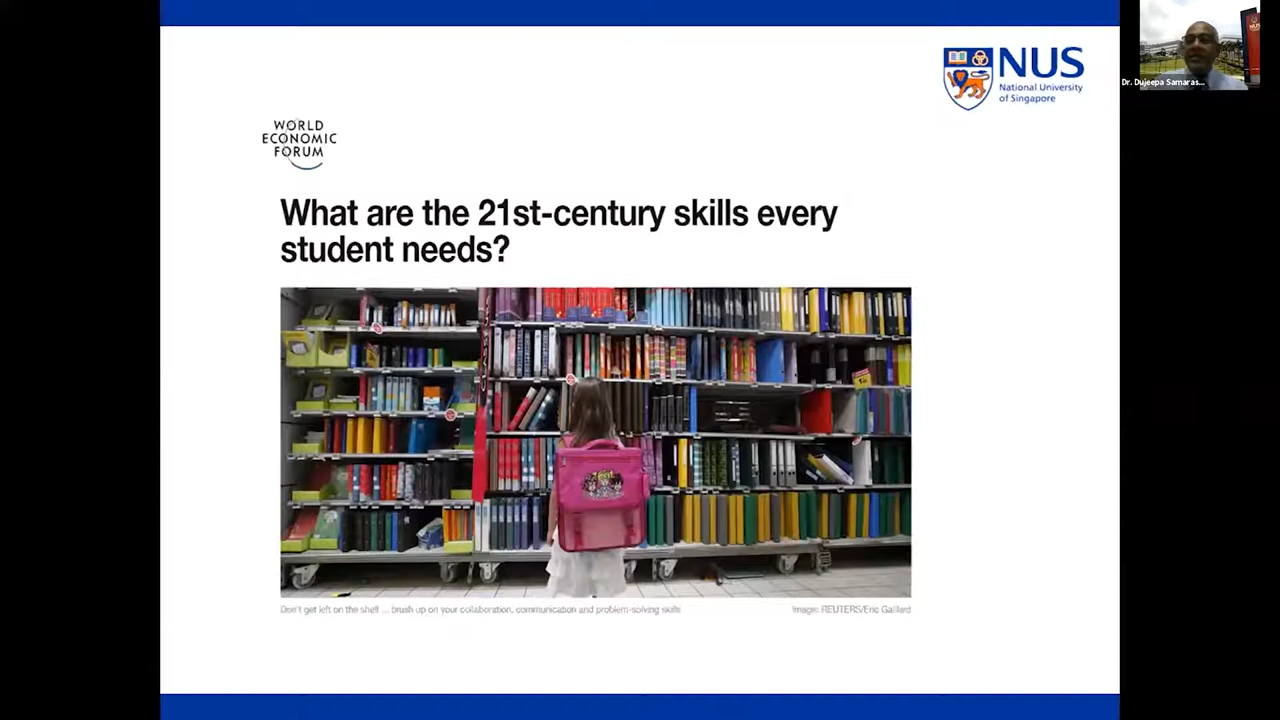 NUS
National University
of Singapore
NUS
Dr. Dujeepa Samaras...
WORLD
ECONOMIC
FORUM
What are the 21st-century skills every
student needs?
Don't get left on the shelf ... brush up on your collaboration, communication and problem-solving skills
Image: REUTERS/Eric Gaillard